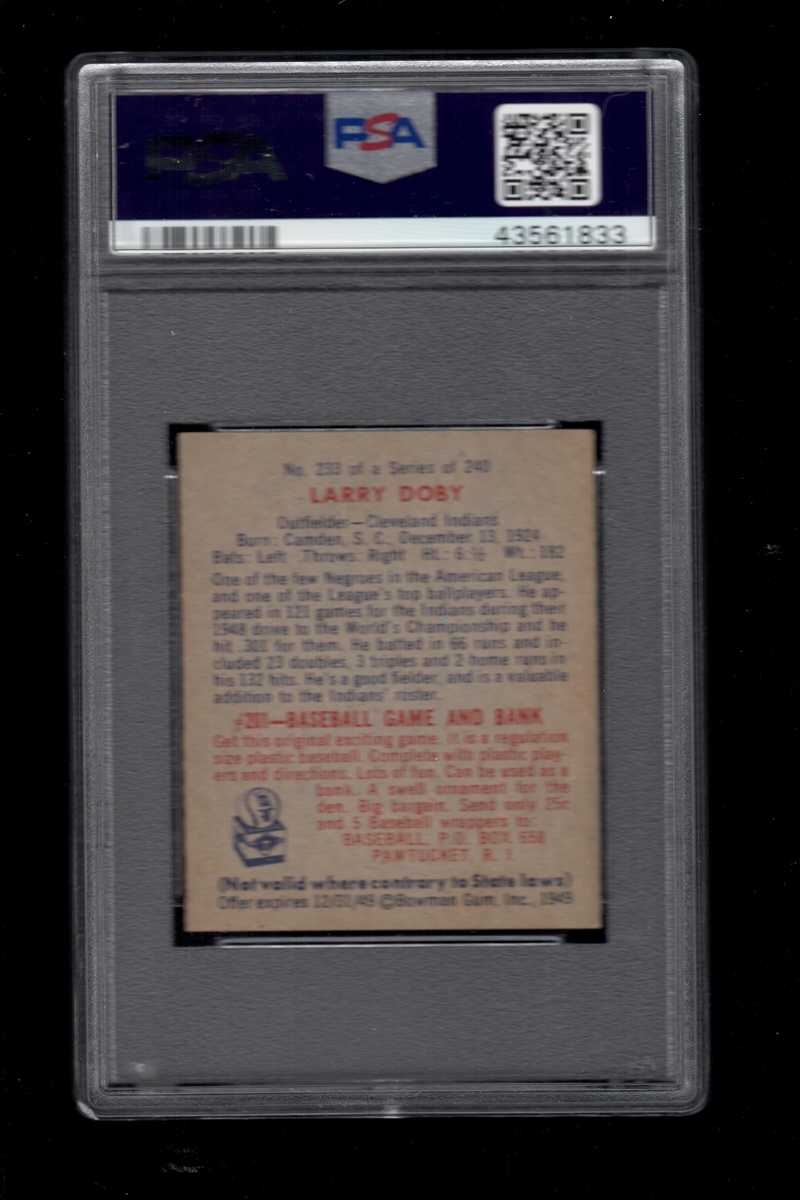 PSA
PSA
43561833
No. 233 of a Series of 240
LARRY DOBY
Outfielder—Cleveland Indians
Born: Camden, S. C., December 13, 1924
Bats: Left Throws: Right Ht.: 6:½ Wt.: 182
One of the few Negroes in the American League,
and one of the League's top ballplayers. He ap-
peared in 121 games for the Indians during their
1948 drive to the World's Championship and he
hit .301 for them. He batted in 66 runs and in-
cluded 23 doubles, 3 triples and 2 home runs in
his 132 hits. He's a good fielder, and is a valuable
addition to the Indians' roster.
#201—BASEBALL GAME AND BANK
Get this original exciting game. It is a regulation
size plastic baseball. Complete with plastic play-
ers and directions. Lots of fun. Can be used as a
bank. A swell ornament for the
den. Big bargain. Send only 25c
and 5 Baseball wrappers to:
BASEBALL, P.O. BOX 658
PAWTUCKET, R. I.
(Not valid where contrary to State laws)
Offer expires 12/31/49 ©Bowman Gum, Inc., 1949